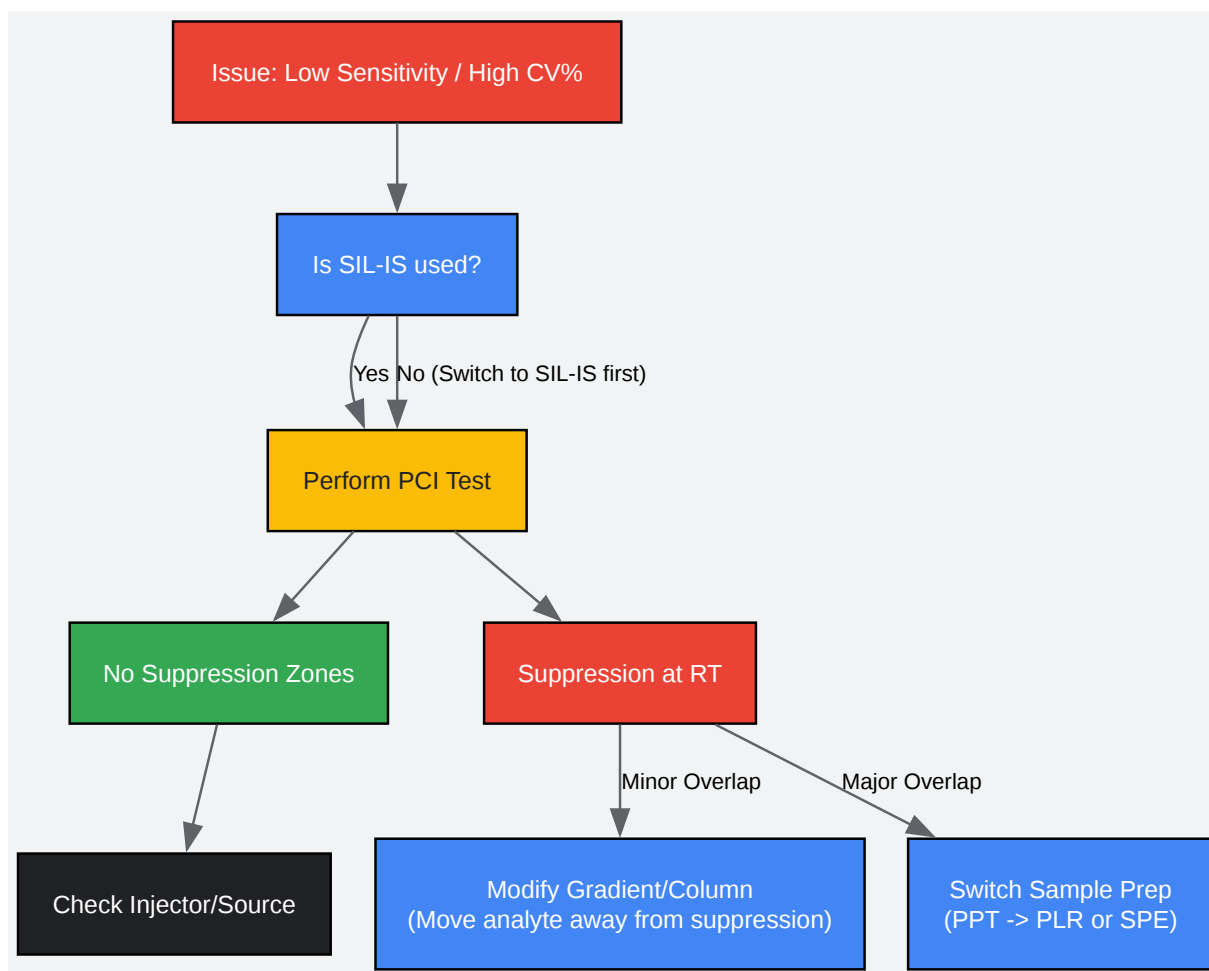 Issue: Low Sensitivity / High CV%
Is SIL-IS used?
Yes
No (Switch to SIL-IS first)
Perform PCI Test
No Suppression Zones
Suppression at RT
Minor Overlap
Major Overlap
Check Injector/Source
Modify Gradient/Column
(Move analyte away from suppression)
Switch Sample Prep
(PPT -> PLR or SPE)